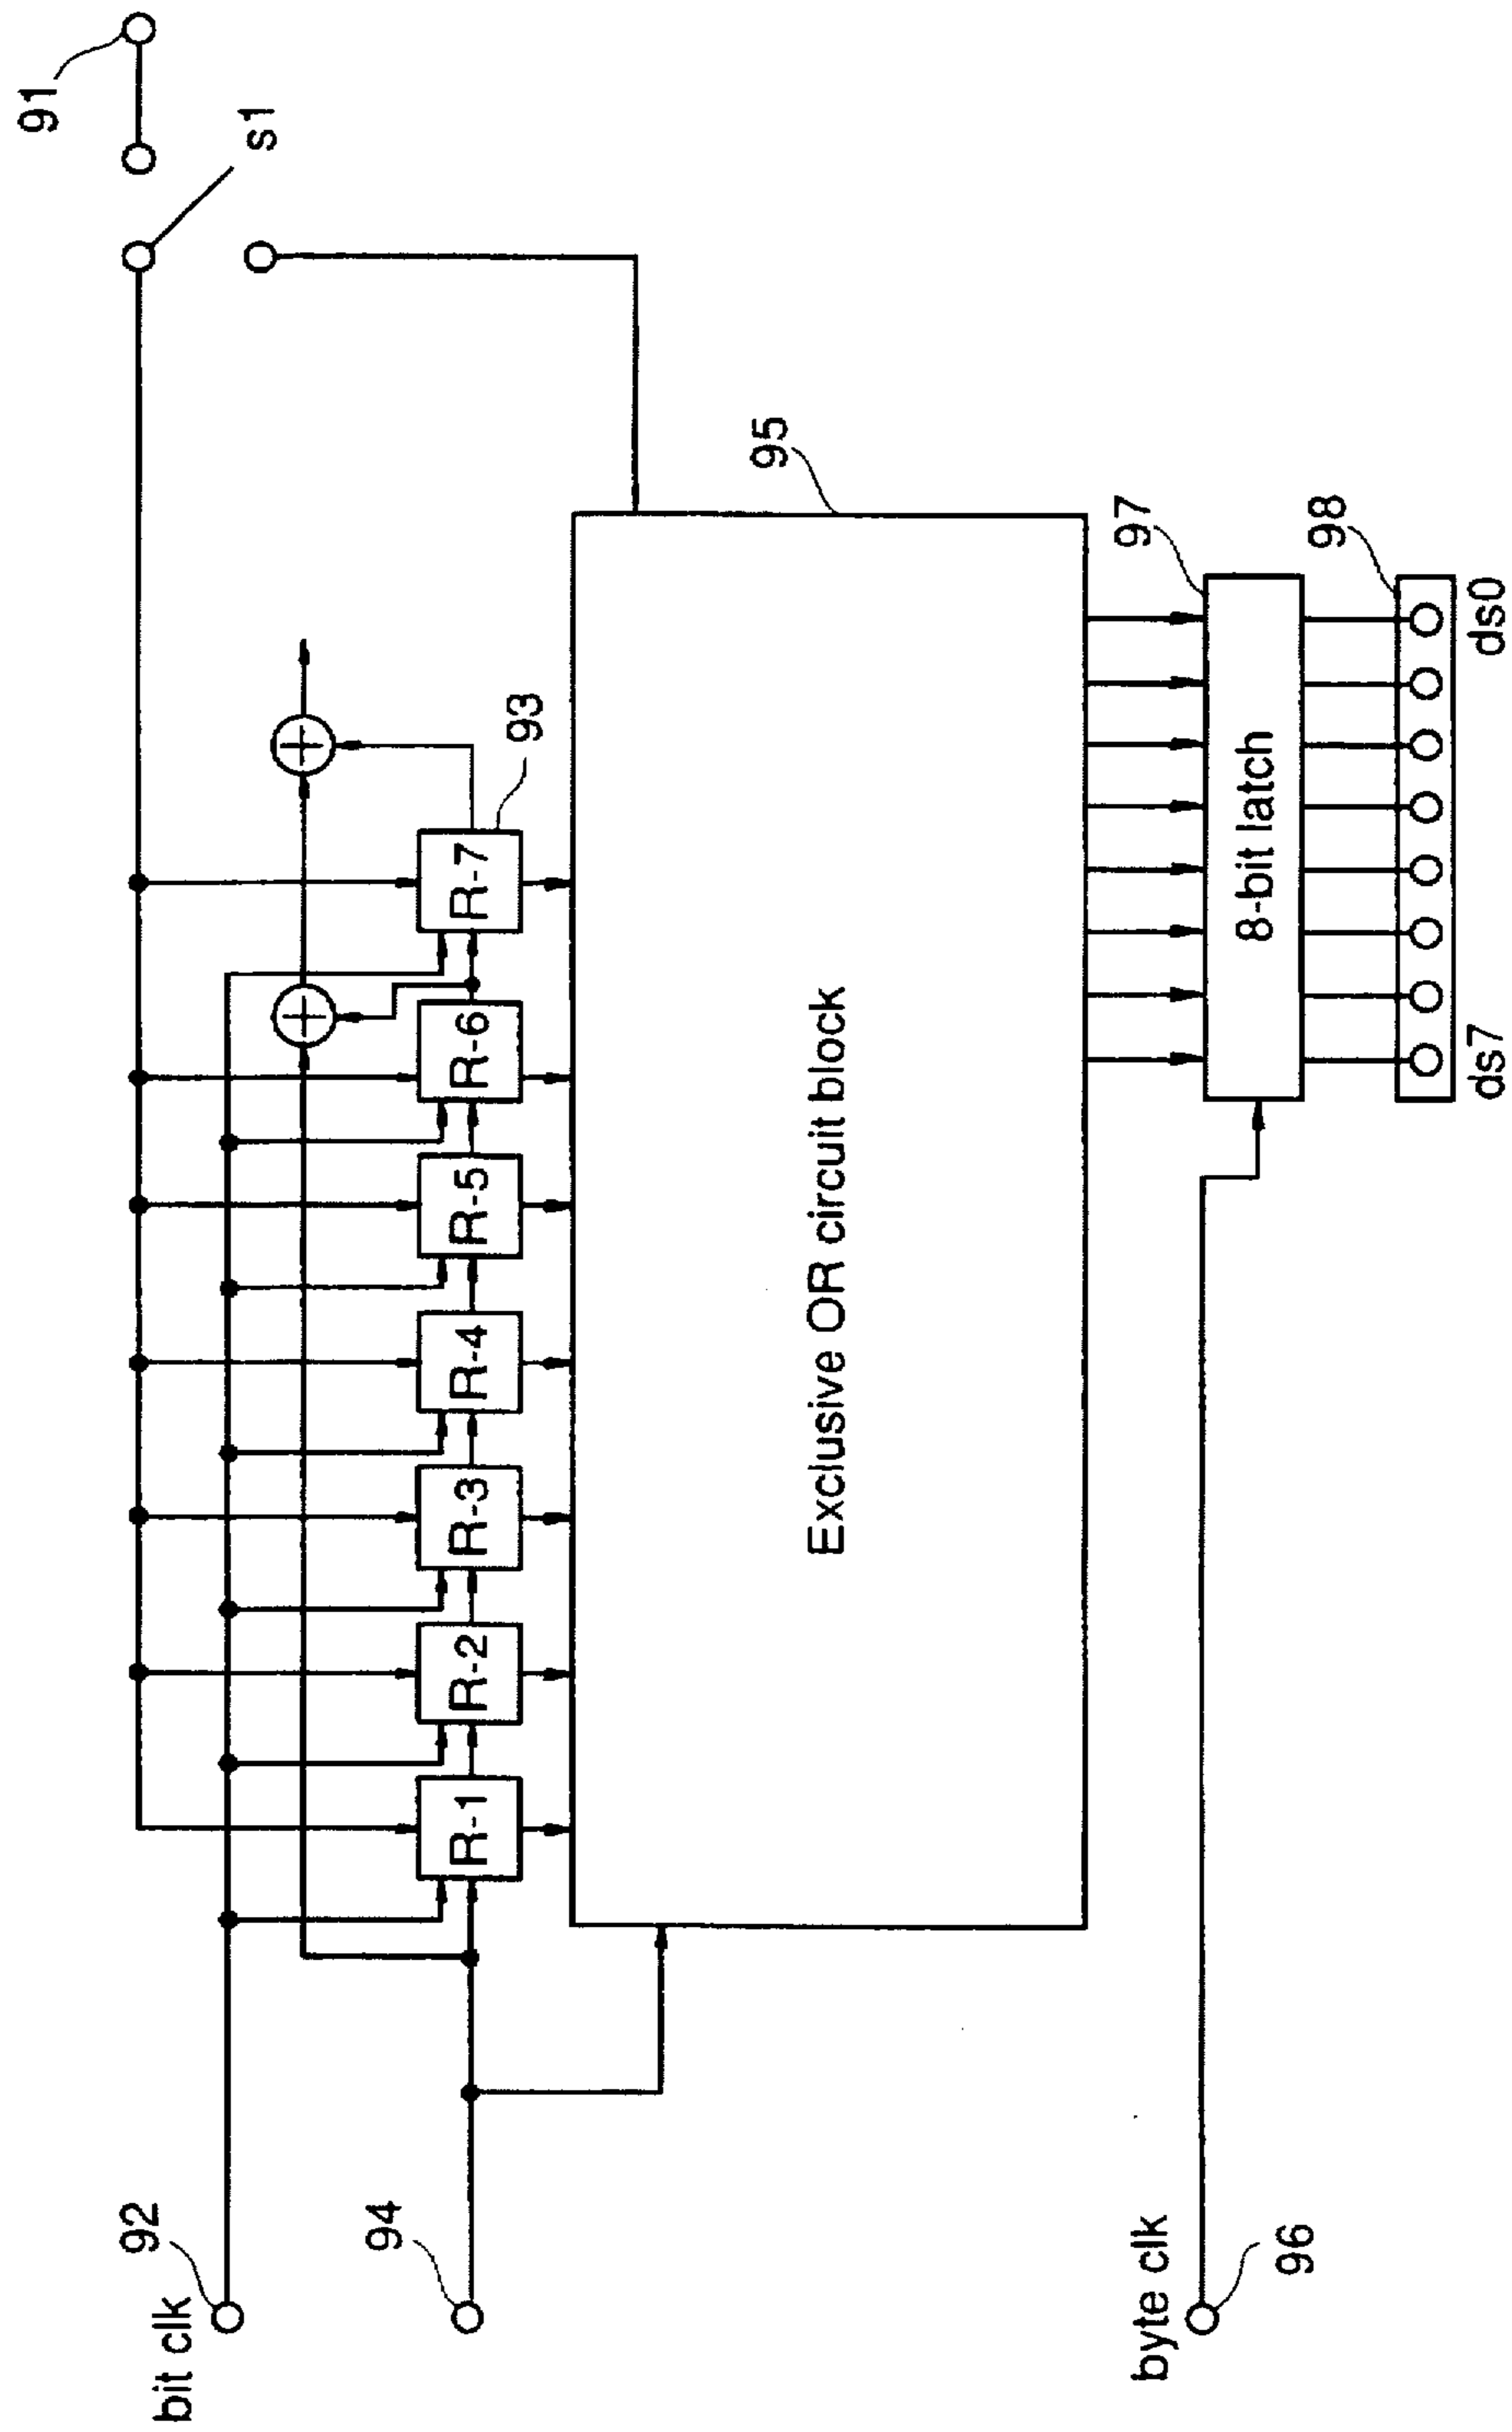 91
s1
bit clk
92
93
R-1
R-2
R-3
R-4
R-5
R-6
R-7
94
95
Exclusive OR circuit block
97
8-bit latch
98
byte clk
96
ds7
ds0